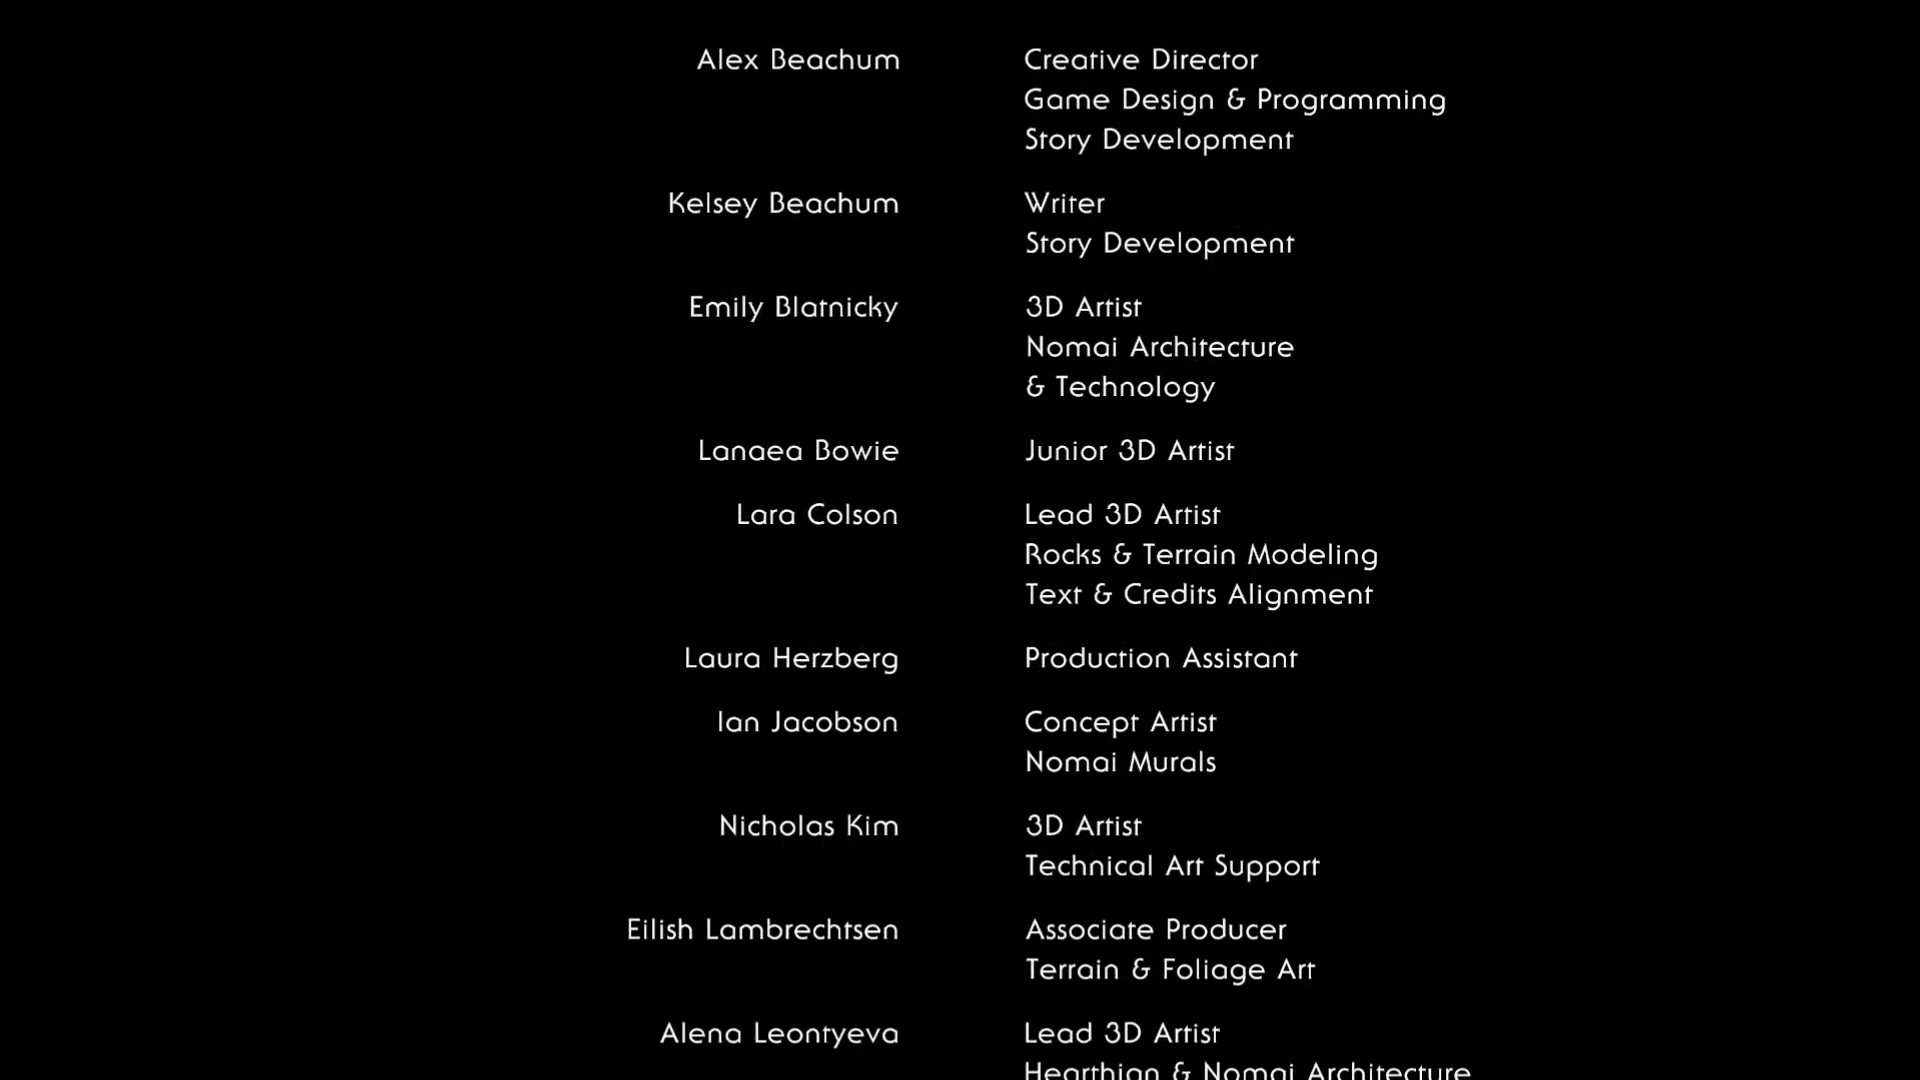 Alex Beachum Creative Director
Game Design & Programming
Story Development
Kelsey Beachum Writer
Story Development
Emily Blatnicky 3D Artist
Nomai Architecture
& Technology
Lanaea Bowie Junior 3D Artist
Lara Colson Lead 3D Artist
Rocks & Terrain Modeling
Text & Credits Alignment
Laura Herzberg Production Assistant
Ian Jacobson Concept Artist
Nomai Murals
Nicholas Kim 3D Artist
Technical Art Support
Eilish Lambrechtsen Associate Producer
Terrain & Foliage Art
Alena Leontyeva Lead 3D Artist
Hearthian & Nomai Architecture